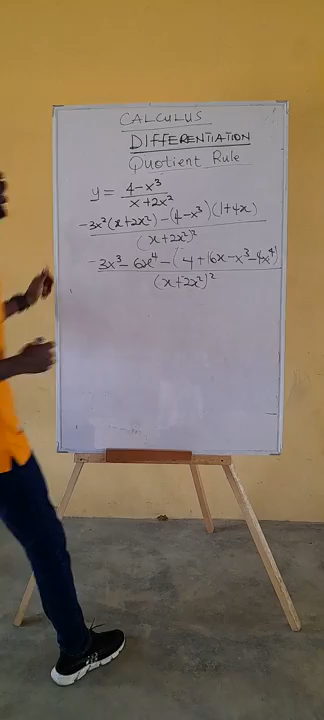 CALCULUS
DIFFERENTIATION
Quotient Rule
y = 4-x³
x+2x²
-3x²(x+2x²)-(4-x³)(1+4x)
(x+2x²)²
-3x³-6x⁴-(4+16x-x³-4x⁴)
(x+2x²)²